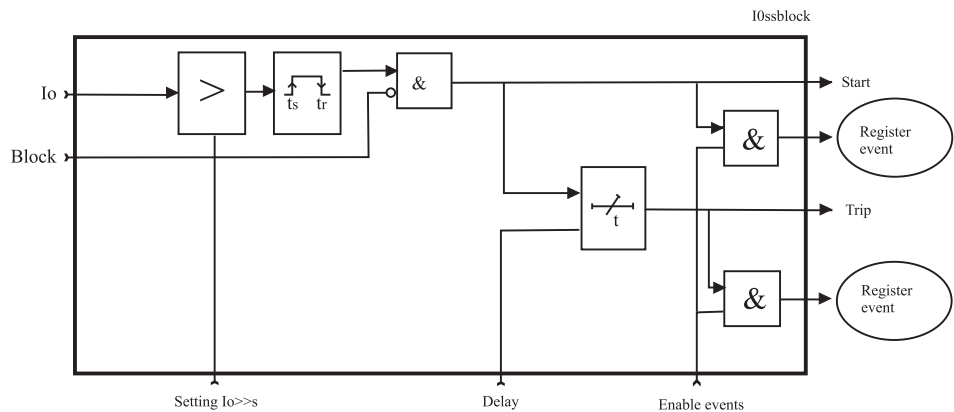 I0ssblock
Io
>
ts tr
&
Start
Block
&
Register
event
t
Trip
&
Register
event
Setting Io>>s
Delay
Enable events